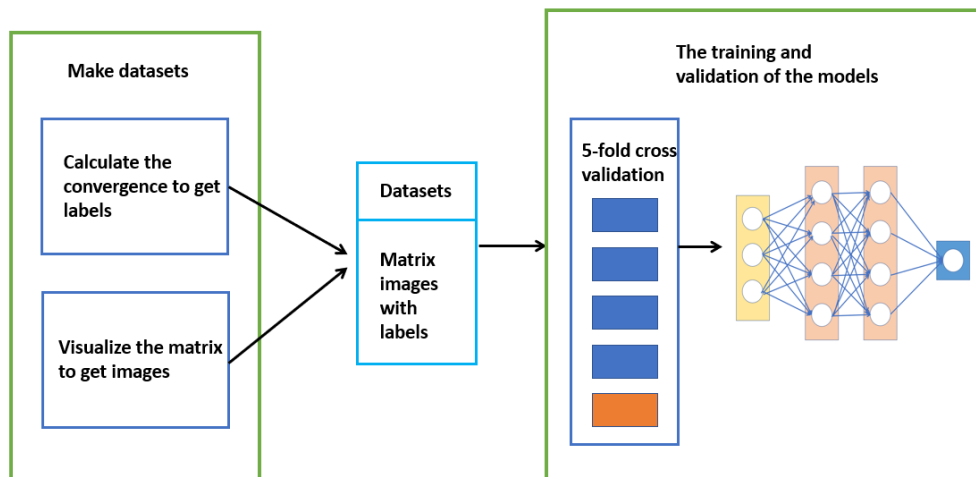 Make datasets
Calculate the
convergence to get
labels
Visualize the matrix
to get images
Datasets
Matrix
images
with
labels
The training and
validation of the models
5-fold cross
validation